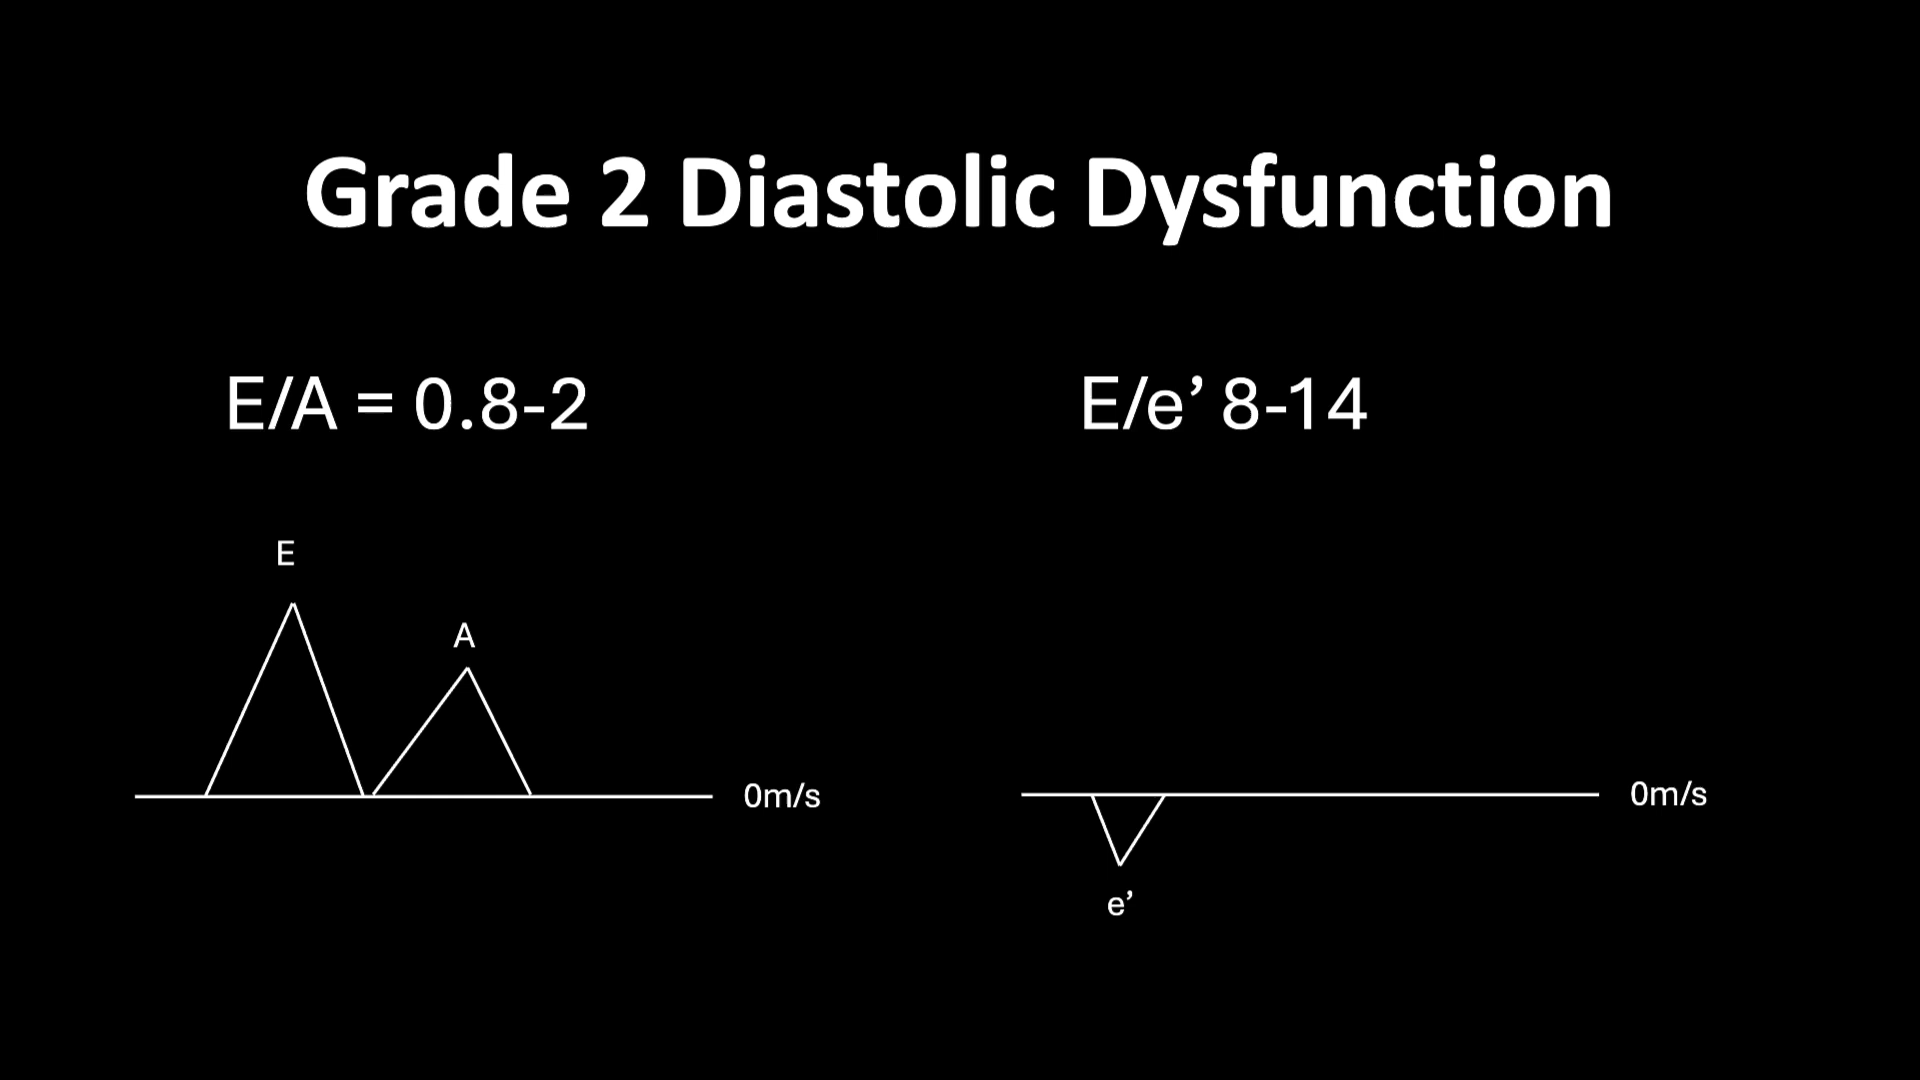 Grade 2 Diastolic Dysfunction
E/A = 0.8-2
E/e’ 8-14
E
A
0m/s
0m/s
e’